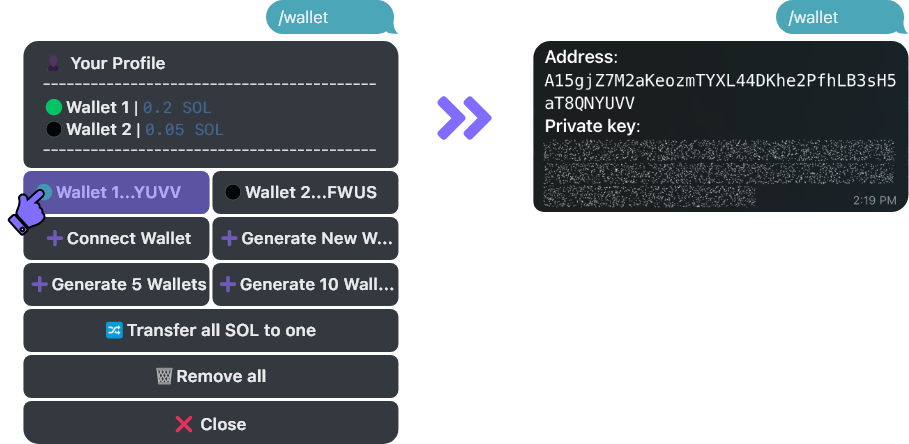 /wallet
Your Profile
Wallet 1 | 0.2 SOL
Wallet 2 | 0.05 SOL
Wallet 1...YUVV
Wallet 2...FWUS
Connect Wallet
Generate New W...
Generate 5 Wallets
Generate 10 Wall...
Transfer all SOL to one
Remove all
Close
/wallet
Address:
A15gjZ7M2aKeozmTYXL44DKhe2PfhLB3sH5
aT8QNYUVV
Private key:
2:19 PM